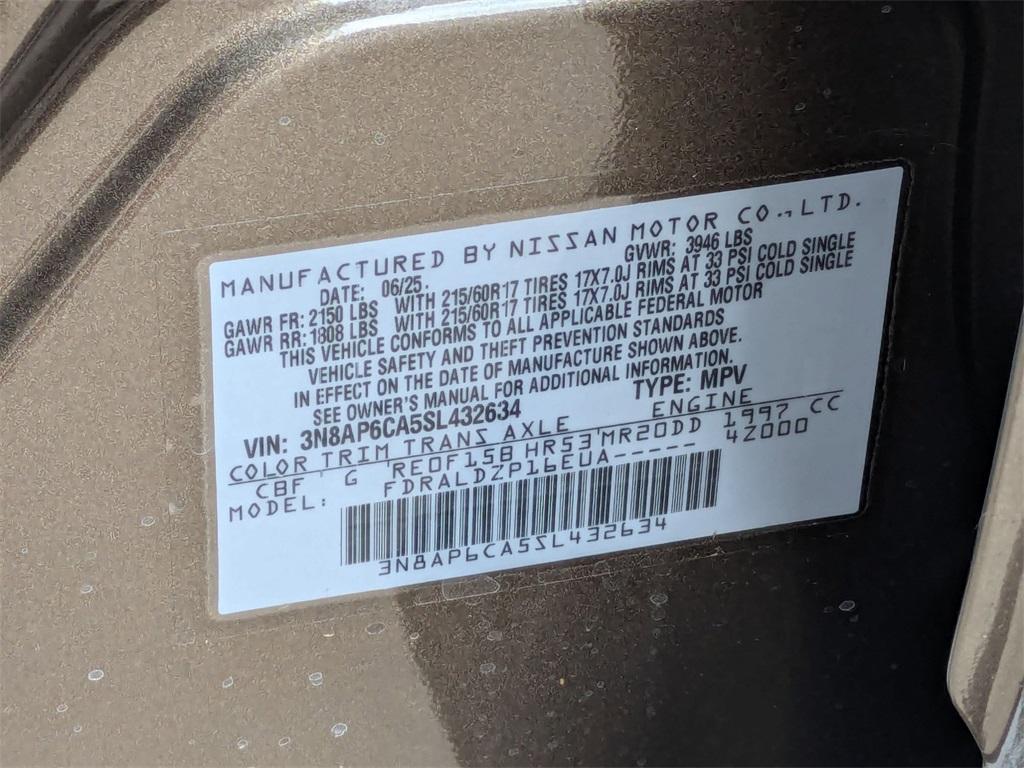 MANUFACTURED BY NISSAN MOTOR CO.,LTD.
DATE: 06/25. GVWR: 3946 LBS
GAWR FR: 2150 LBS WITH 215/60R17 TIRES 17X7.0J RIMS AT 33 PSI COLD SINGLE
GAWR RR: 1808 LBS WITH 215/60R17 TIRES 17X7.0J RIMS AT 33 PSI COLD SINGLE
THIS VEHICLE CONFORMS TO ALL APPLICABLE FEDERAL MOTOR
VEHICLE SAFETY AND THEFT PREVENTION STANDARDS
IN EFFECT ON THE DATE OF MANUFACTURE SHOWN ABOVE.
SEE OWNER'S MANUAL FOR ADDITIONAL INFORMATION.
VIN: 3N8AP6CA5SL432634 TYPE: MPV
COLOR TRIM TRANS AXLE ENGINE
CBF G RE0F15B HR53 MR20DD 1997 CC
MODEL: FDRALDZP16EUA----- 4Z000
3N8AP6CA5SL432634